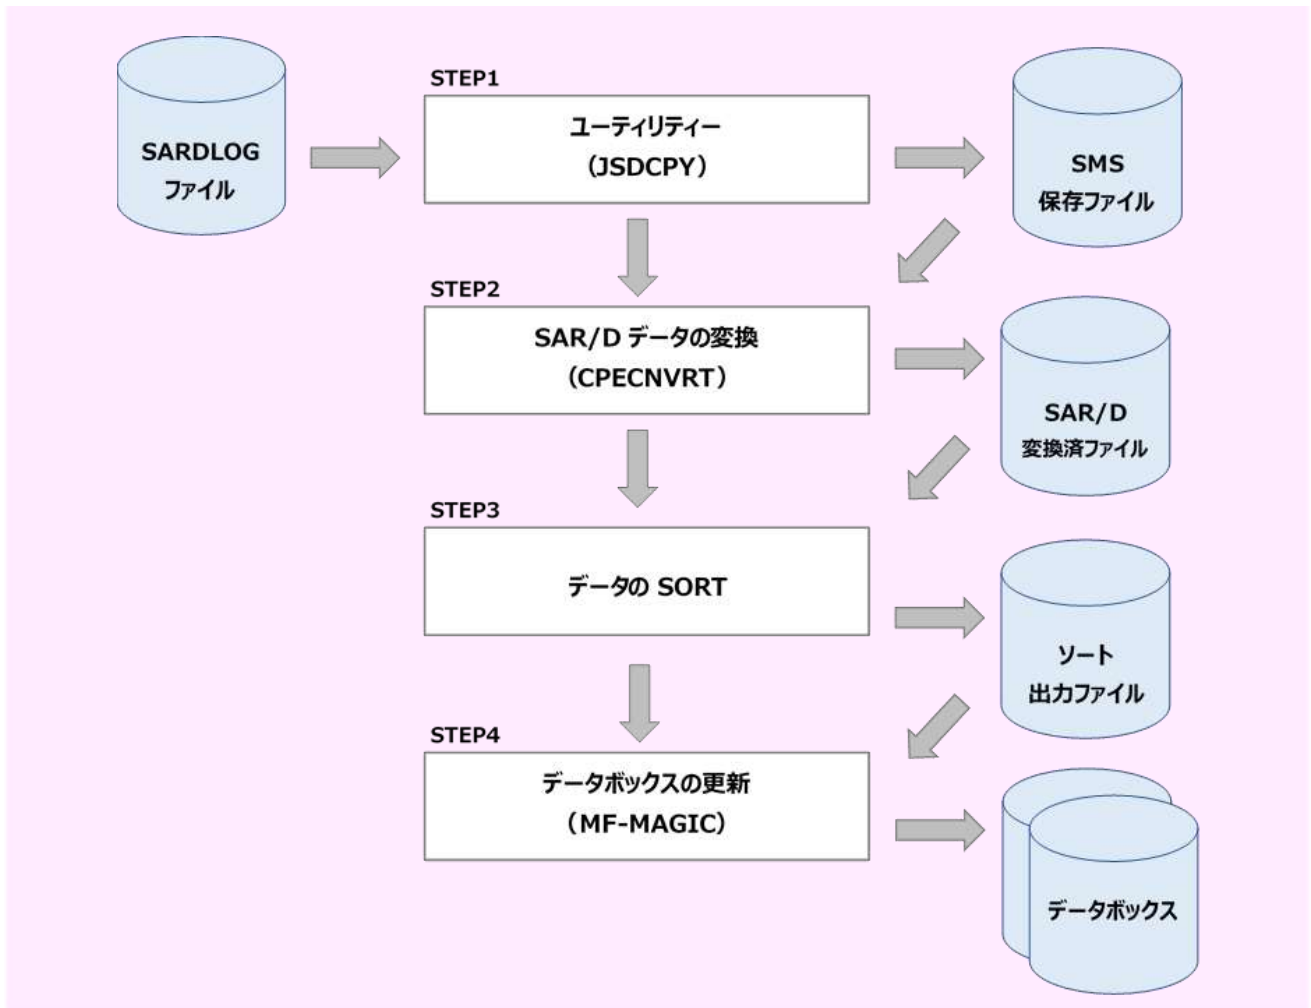 SARDLOG
ファイル
STEP1
ユーティリティー
（JSDCPY）
SMS
保存ファイル
STEP2
SAR/D データの変換
（CPECNVRT）
SAR/D
変換済ファイル
STEP3
データの SORT
ソート
出力ファイル
STEP4
データボックスの更新
（MF-MAGIC）
データボックス